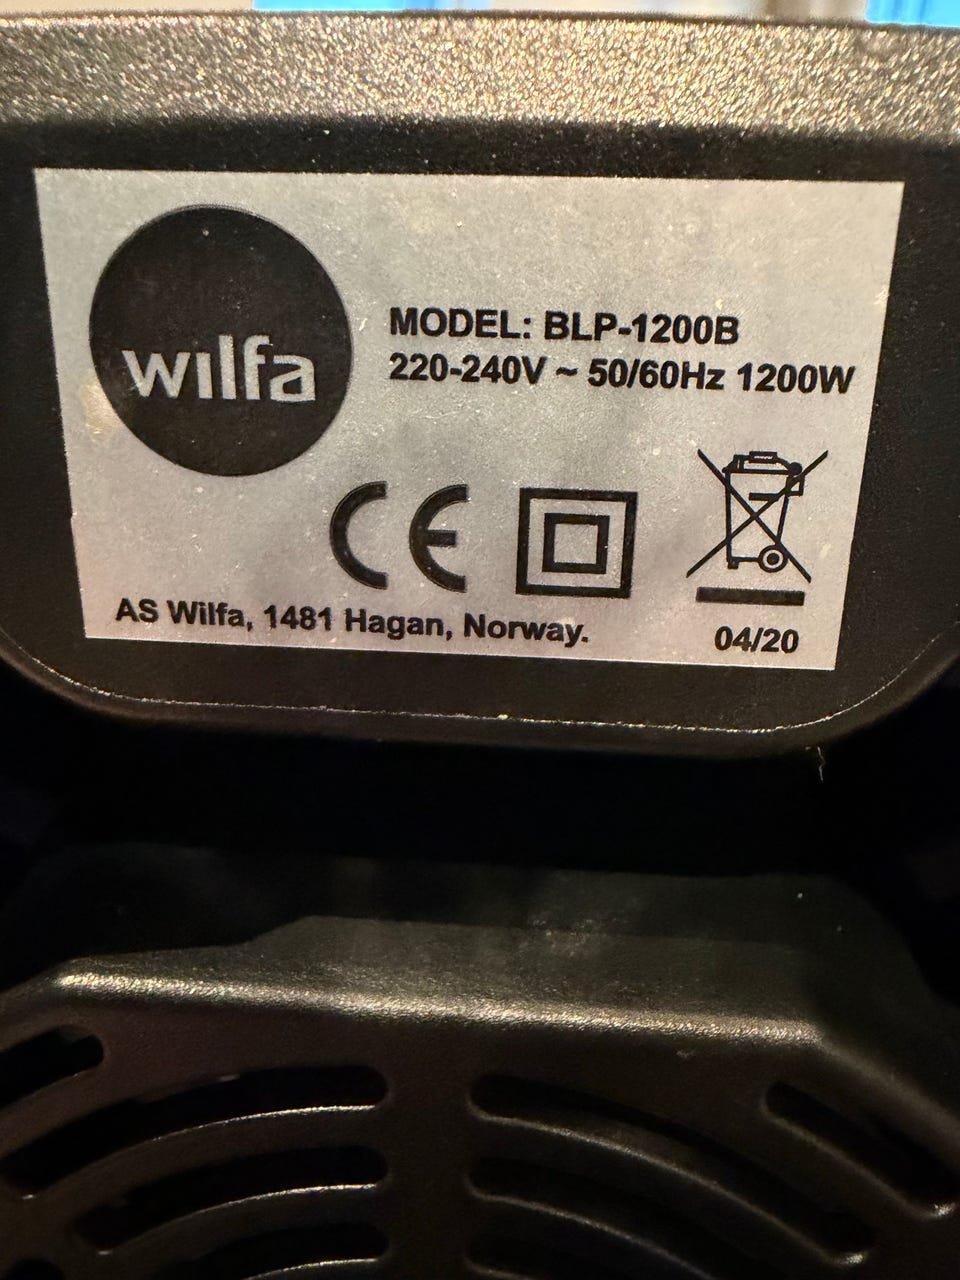 wilfa
MODEL: BLP-1200B
220-240V ~ 50/60Hz 1200W
CE
AS Wilfa, 1481 Hagan, Norway.
04/20